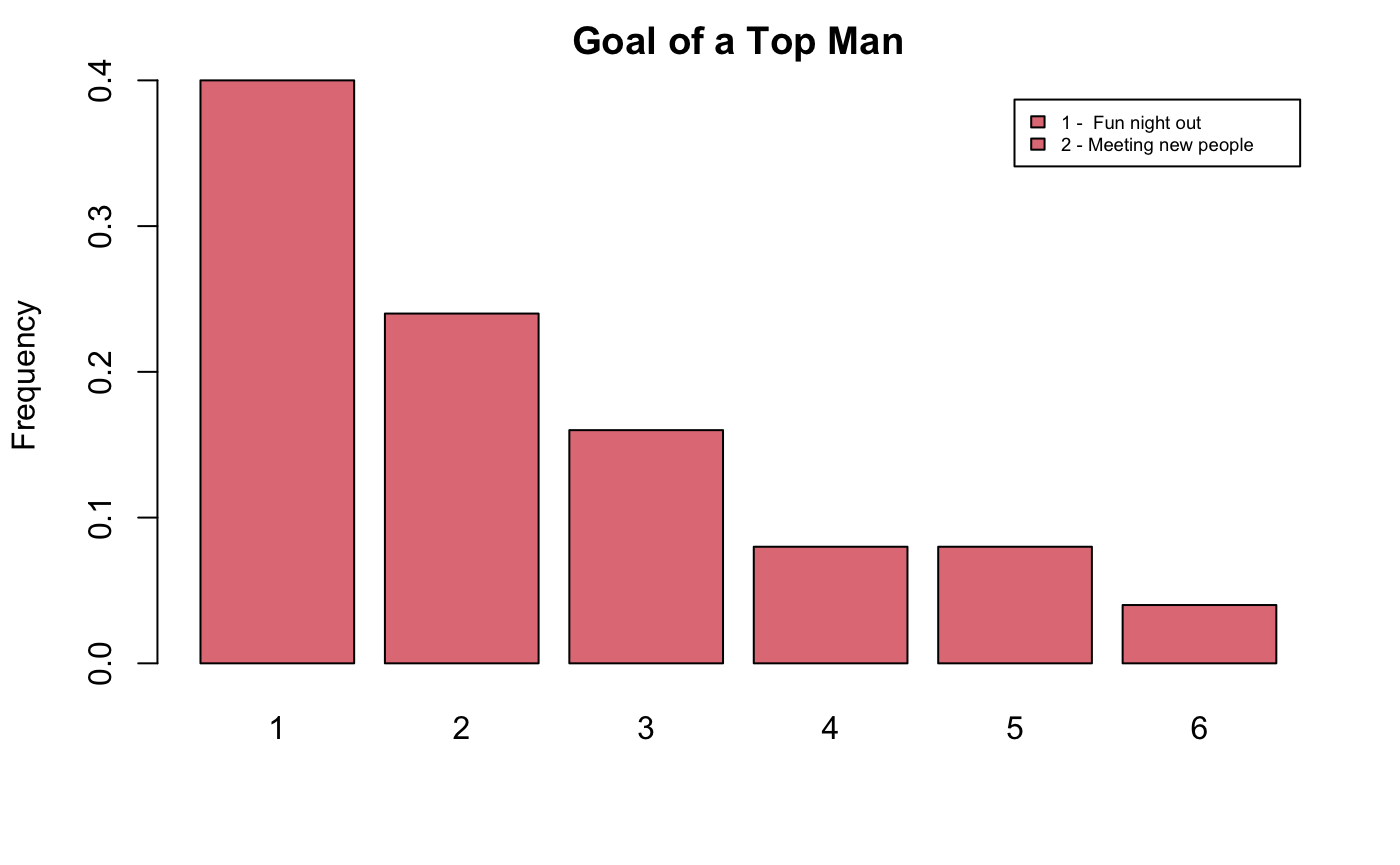 Goal of a Top Man
1 -  Fun night out
2 - Meeting new people
Frequency
0.4
0.3
0.2
0.1
0.0
1 2 3 4 5 6